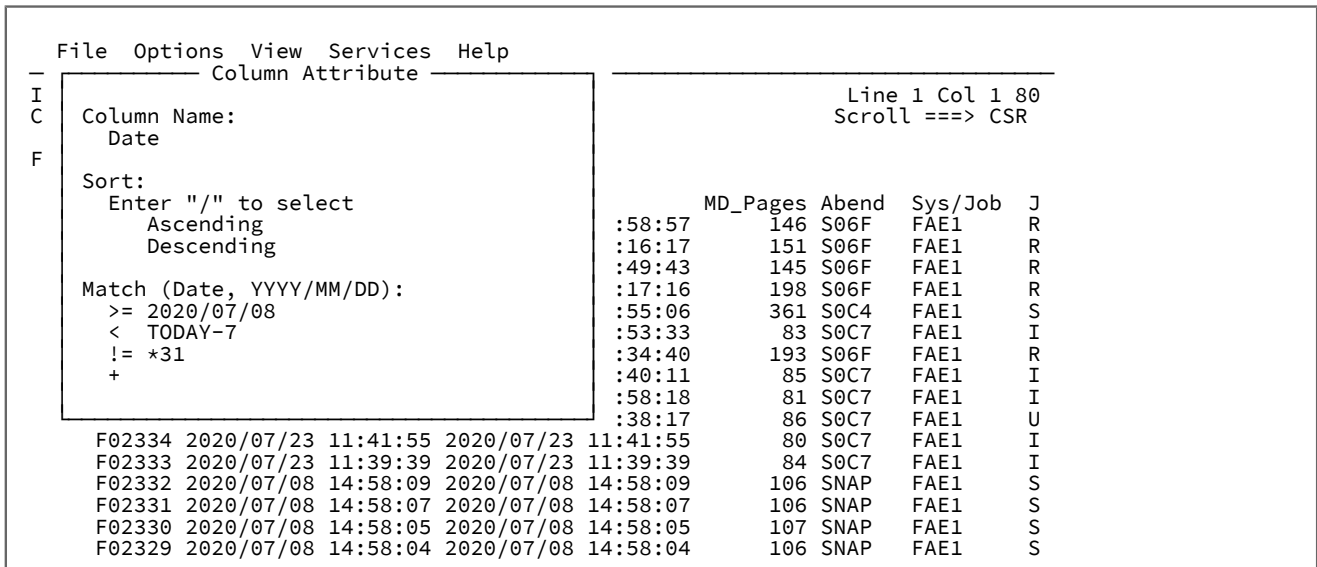 File  Options  View  Services  Help
Column Attribute
I Line 1 Col 1 80
C Column Name: Scroll ===> CSR
Date
F
Sort:
Enter "/" to select MD_Pages Abend Sys/Job J
Ascending :58:57 146 S06F FAE1 R
Descending :16:17 151 S06F FAE1 R
:49:43 145 S06F FAE1 R
Match (Date, YYYY/MM/DD): :17:16 198 S06F FAE1 R
>= 2020/07/08 :55:06 361 S0C4 FAE1 S
< TODAY-7 :53:33 83 S0C7 FAE1 I
!= *31 :34:40 193 S06F FAE1 R
+ :40:11 85 S0C7 FAE1 I
:58:18 81 S0C7 FAE1 I
:38:17 86 S0C7 FAE1 U
F02334 2020/07/23 11:41:55 2020/07/23 11:41:55 80 S0C7 FAE1 I
F02333 2020/07/23 11:39:39 2020/07/23 11:39:39 84 S0C7 FAE1 I
F02332 2020/07/08 14:58:09 2020/07/08 14:58:09 106 SNAP FAE1 S
F02331 2020/07/08 14:58:07 2020/07/08 14:58:07 106 SNAP FAE1 S
F02330 2020/07/08 14:58:05 2020/07/08 14:58:05 107 SNAP FAE1 S
F02329 2020/07/08 14:58:04 2020/07/08 14:58:04 106 SNAP FAE1 S